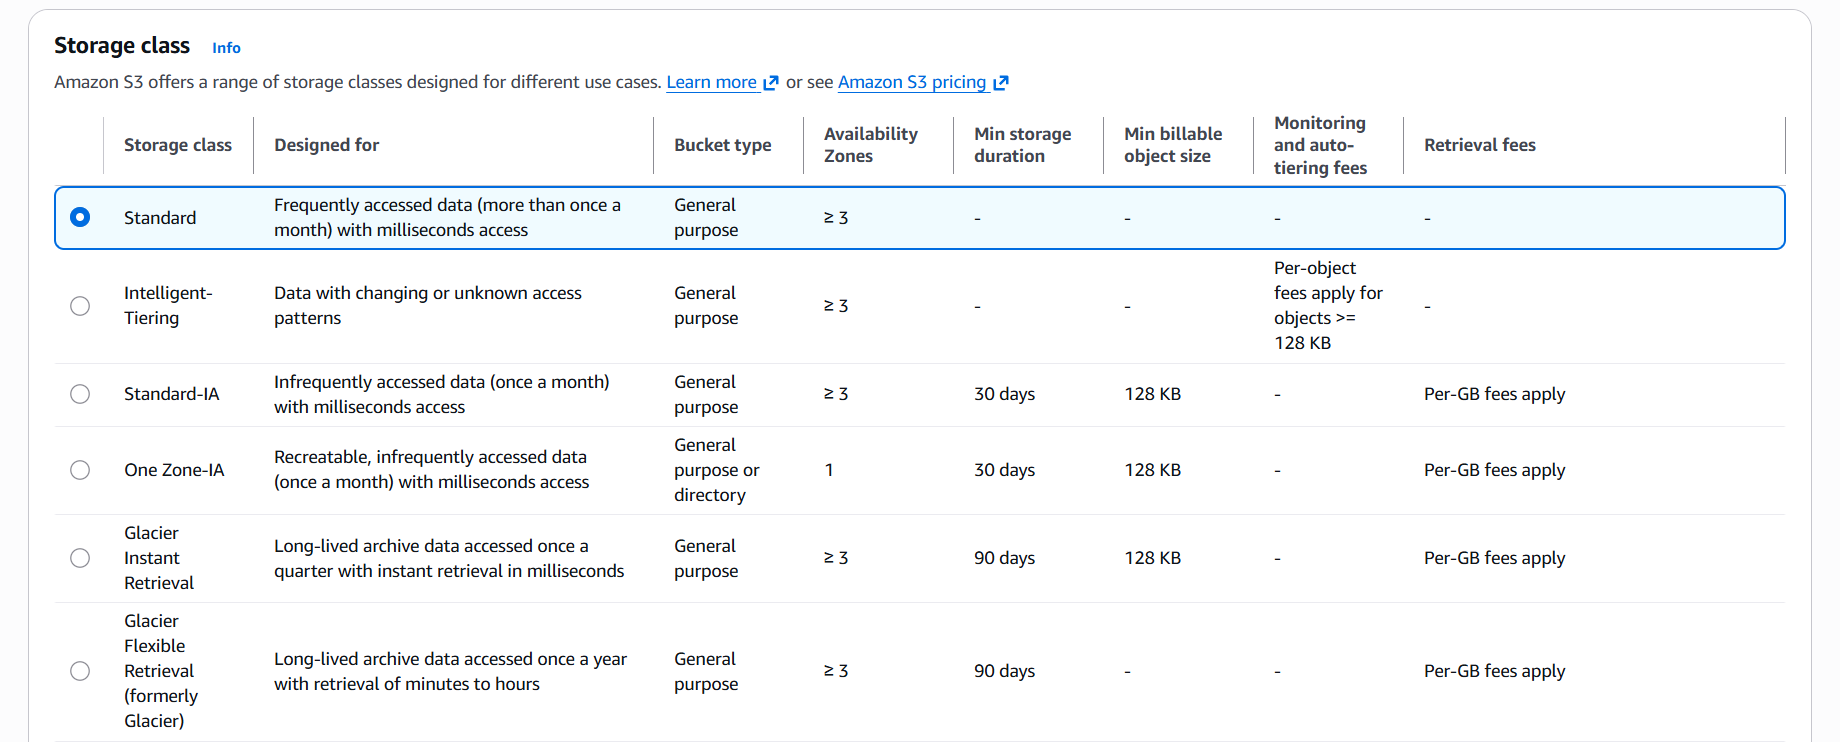 Storage class Info
Amazon S3 offers a range of storage classes designed for different use cases. Learn more or see Amazon S3 pricing
Storage class
Designed for
Bucket type
Availability
Zones
Min storage
duration
Min billable
object size
Monitoring
and auto-
tiering fees
Retrieval fees
Standard
Frequently accessed data (more than once a
month) with milliseconds access
General
purpose
≥ 3
-
-
-
-
Intelligent-
Tiering
Data with changing or unknown access
patterns
General
purpose
≥ 3
-
-
Per-object
fees apply for
objects >=
128 KB
-
Standard-IA
Infrequently accessed data (once a month)
with milliseconds access
General
purpose
≥ 3
30 days
128 KB
-
Per-GB fees apply
One Zone-IA
Recreatable, infrequently accessed data
(once a month) with milliseconds access
General
purpose or
directory
1
30 days
128 KB
-
Per-GB fees apply
Glacier
Instant
Retrieval
Long-lived archive data accessed once a
quarter with instant retrieval in milliseconds
General
purpose
≥ 3
90 days
128 KB
-
Per-GB fees apply
Glacier
Flexible
Retrieval
(formerly
Glacier)
Long-lived archive data accessed once a year
with retrieval of minutes to hours
General
purpose
≥ 3
90 days
-
-
Per-GB fees apply